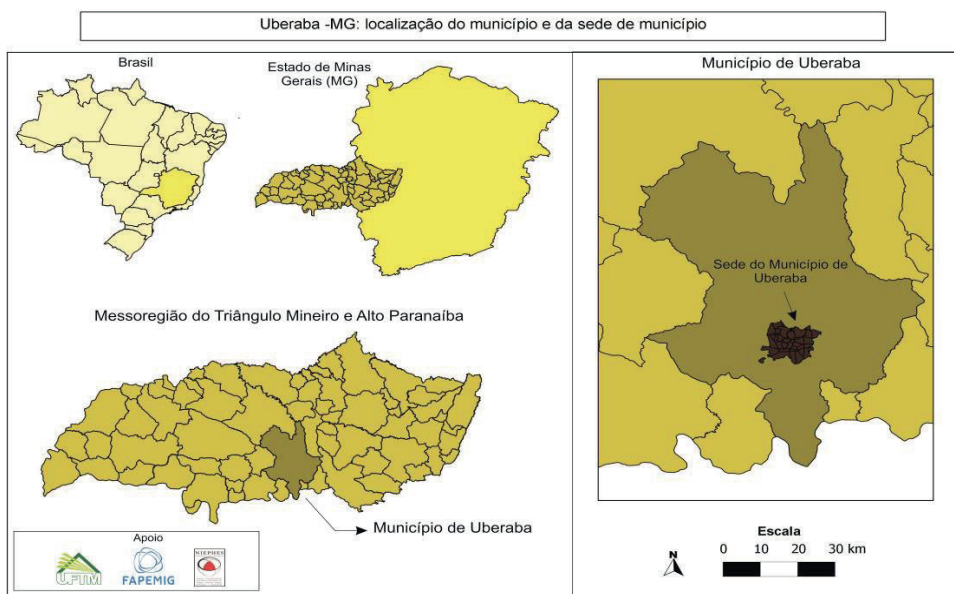 Uberaba -MG: localização do município e da sede de município
Brasil
Estado de Minas
Gerais (MG)
Município de Uberaba
Sede do Município de
Uberaba
Messoregião do Triângulo Mineiro e Alto Paranaíba
Município de Uberaba
Apoio
UFTM
FAPEMIG
Escala
N
0 10 20 30 km